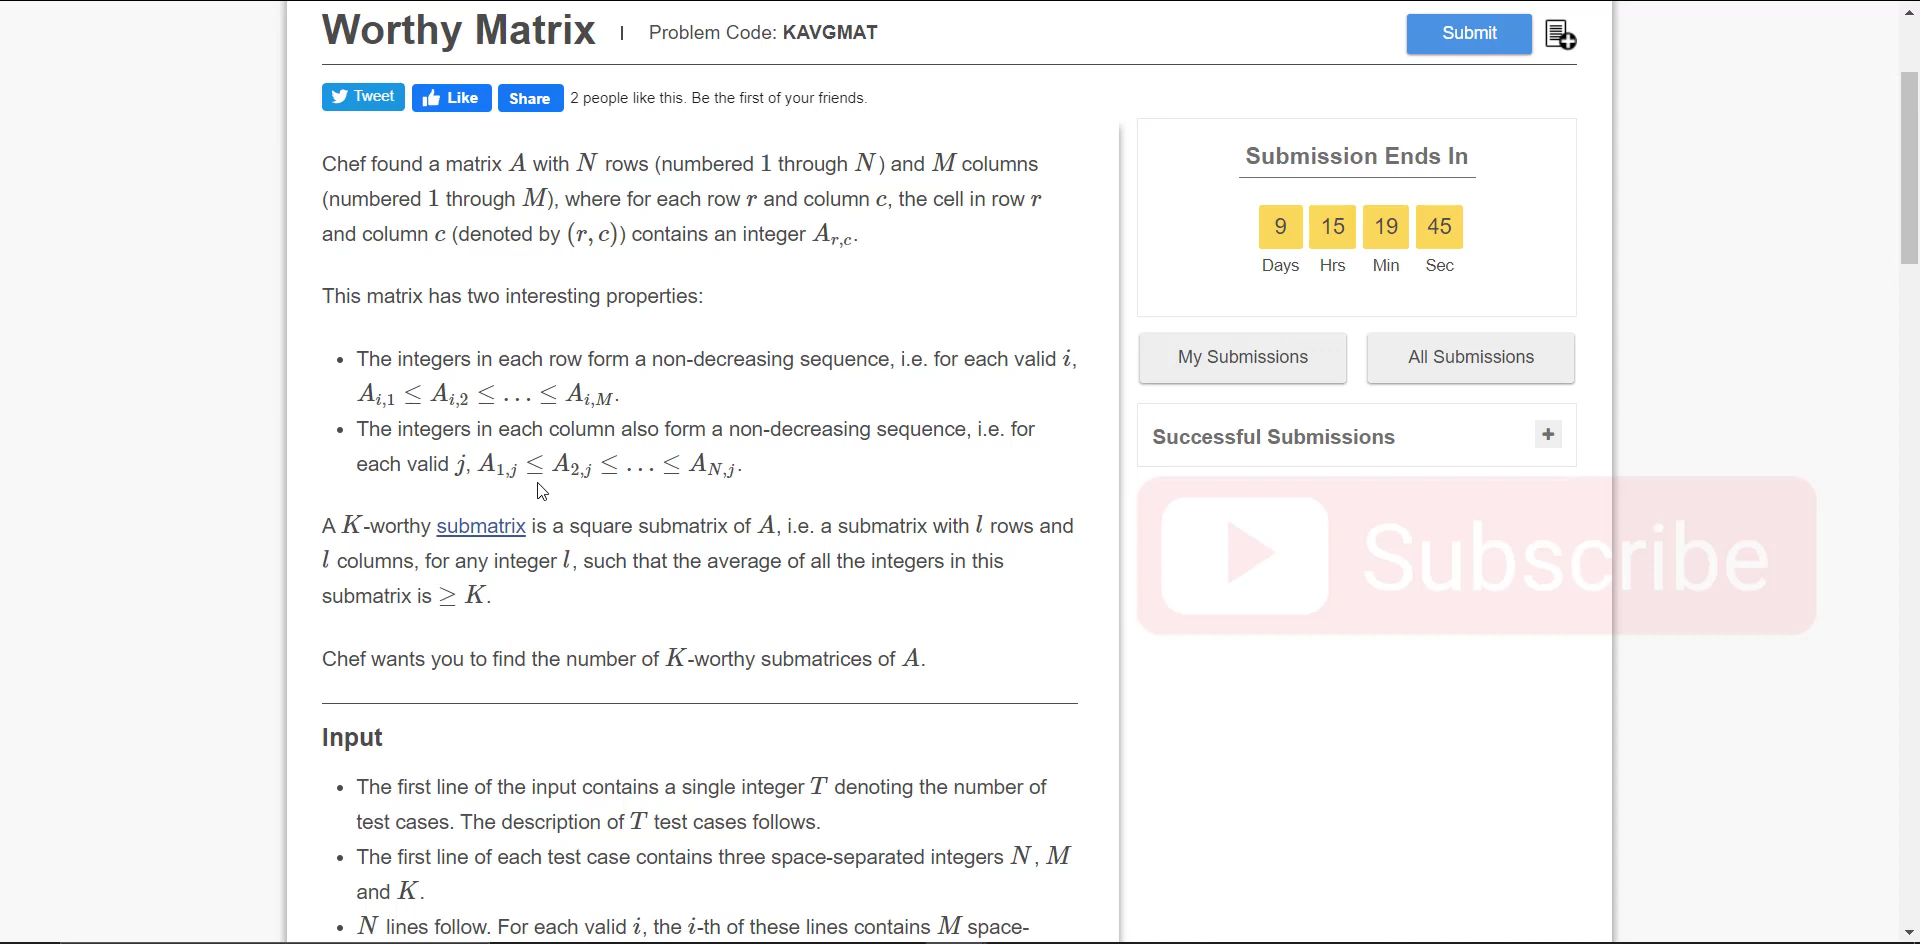 Worthy Matrix | Problem Code: KAVGMAT
Submit
Tweet Like Share 2 people like this. Be the first of your friends.
Chef found a matrix A with N rows (numbered 1 through N) and M columns
(numbered 1 through M), where for each row r and column c, the cell in row r
and column c (denoted by (r, c)) contains an integer A_{r,c}.
This matrix has two interesting properties:
• The integers in each row form a non-decreasing sequence, i.e. for each valid i,
A_{i,1} ≤ A_{i,2} ≤ … ≤ A_{i,M}.
• The integers in each column also form a non-decreasing sequence, i.e. for
each valid j, A_{1,j} ≤ A_{2,j} ≤ … ≤ A_{N,j}.
A K-worthy submatrix is a square submatrix of A, i.e. a submatrix with l rows and
l columns, for any integer l, such that the average of all the integers in this
submatrix is ≥ K.
Chef wants you to find the number of K-worthy submatrices of A.
Input
• The first line of the input contains a single integer T denoting the number of
test cases. The description of T test cases follows.
• The first line of each test case contains three space-separated integers N, M
and K.
• N lines follow. For each valid i, the i-th of these lines contains M space-
Submission Ends In
9 15 19 45
Days Hrs Min Sec
My Submissions All Submissions
Successful Submissions +
Subscribe